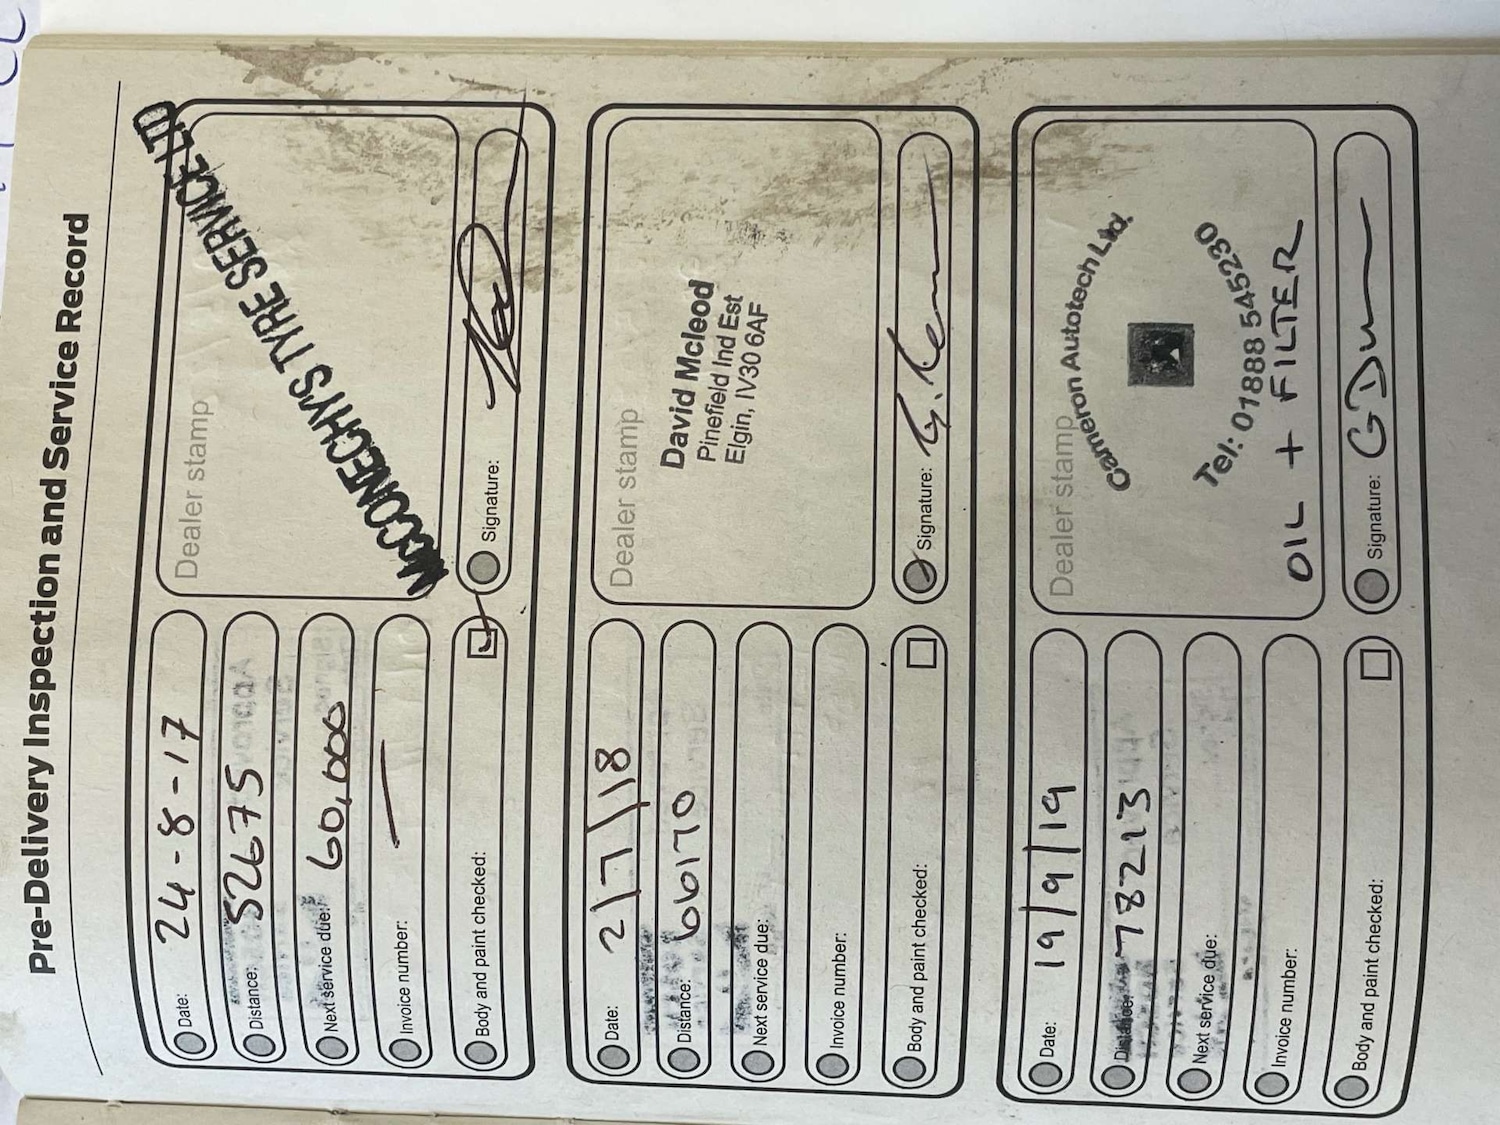 Pre-Delivery Inspection and Service Record
Date: 24-8-17
Distance: 52675
Next service due: 60,000
Invoice number: —
Body and paint checked:
Dealer stamp
McCONECHY'S TYRE SERVICE LTD
Signature:
Date: 2/7/18
Distance: 66170
Next service due:
Invoice number:
Body and paint checked:
Dealer stamp
David Mcleod
Pinefield Ind Est
Elgin, IV30 6AF
Signature:
Date: 19/9/19
Distance: 78213
Next service due:
Invoice number:
Body and paint checked:
Dealer stamp
Cameron Autotech Ltd.
Tel: 01888 545230
OIL + FILTER
Signature: